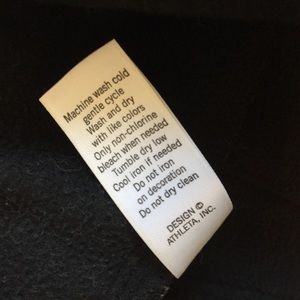 Machine wash cold
gentle cycle
Wash and dry
with like colors
Only non-chlorine
bleach when needed
Tumble dry low
Cool iron if needed
Do not iron
on decoration
Do not dry clean
DESIGN ©
ATHLETA, INC.